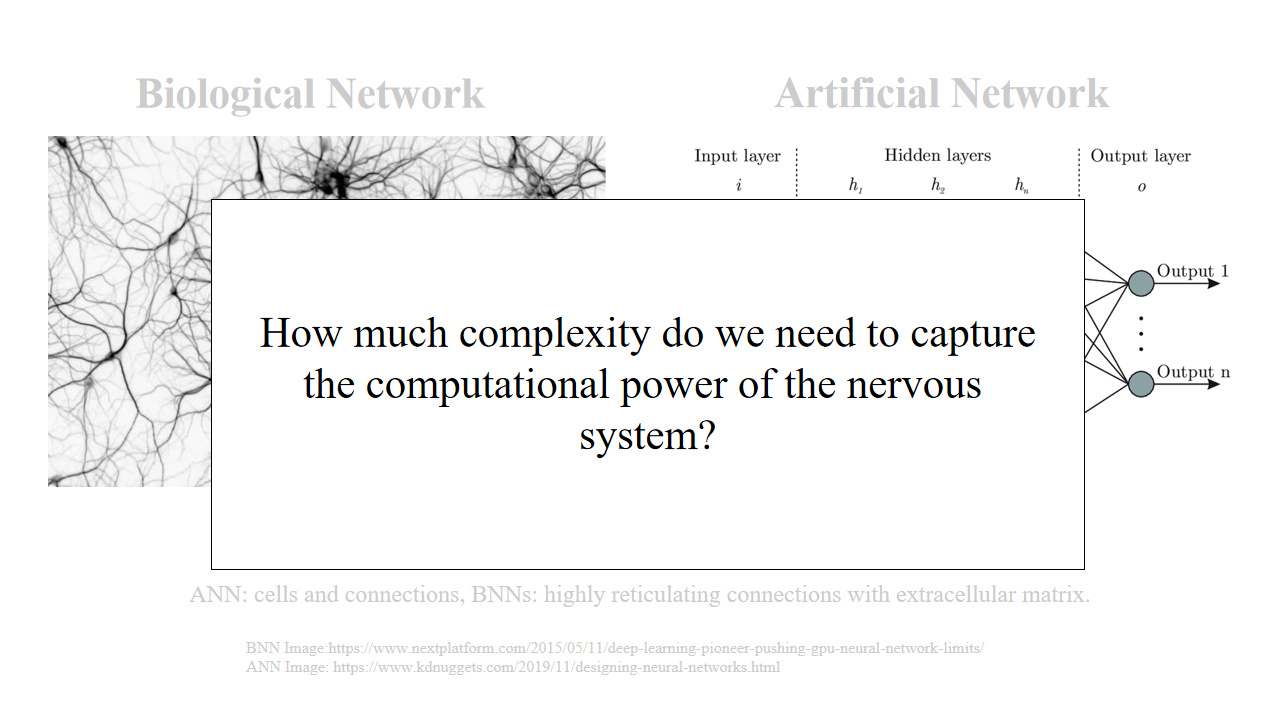 Biological Network
Artificial Network
Input layer
Hidden layers
Output layer
i
h1
h2
hn
o
How much complexity do we need to capture
the computational power of the nervous
system?
Output 1
Output n
ANN: cells and connections, BNNs: highly reticulating connections with extracellular matrix.
BNN Image:https://www.nextplatform.com/2015/05/11/deep-learning-pioneer-pushing-gpu-neural-network-limits/
ANN Image: https://www.kdnuggets.com/2019/11/designing-neural-networks.html